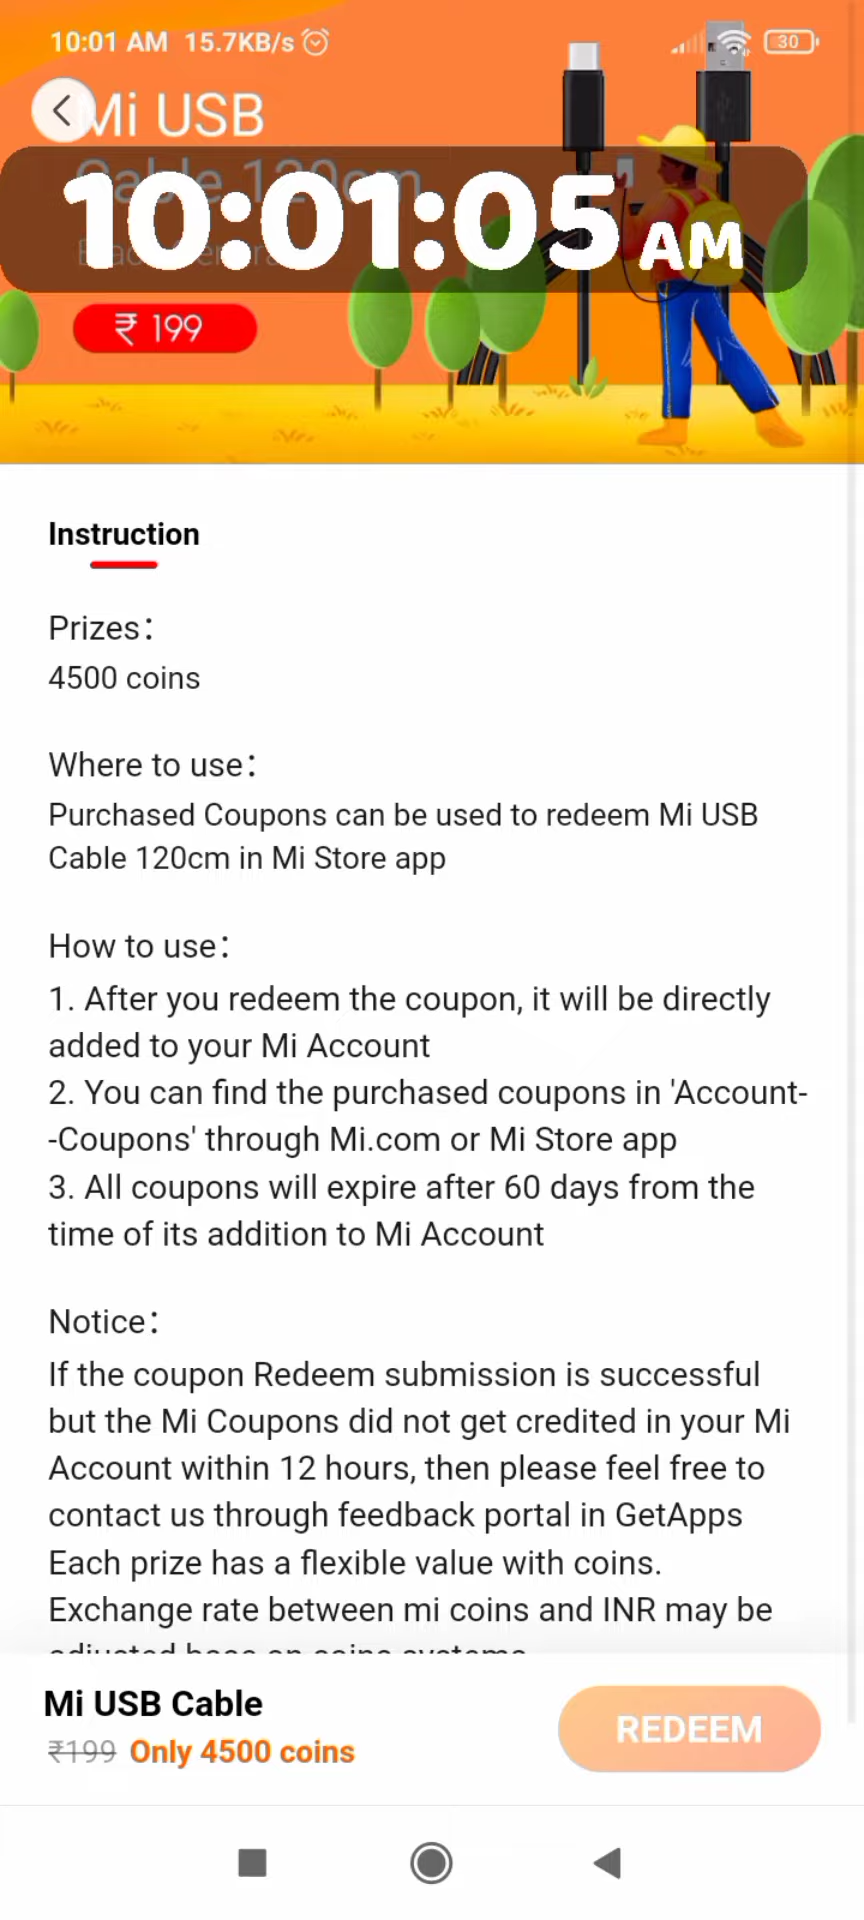 10:01 AM 15.7KB/s
30
Mi USB
Cable 120cm
10:01:05 AM
₹ 199
Instruction
Prizes：
4500 coins
Where to use：
Purchased Coupons can be used to redeem Mi USB
Cable 120cm in Mi Store app
How to use：
1. After you redeem the coupon, it will be directly
added to your Mi Account
2. You can find the purchased coupons in 'Account-
-Coupons' through Mi.com or Mi Store app
3. All coupons will expire after 60 days from the
time of its addition to Mi Account
Notice：
If the coupon Redeem submission is successful
but the Mi Coupons did not get credited in your Mi
Account within 12 hours, then please feel free to
contact us through feedback portal in GetApps
Each prize has a flexible value with coins.
Exchange rate between mi coins and INR may be
adjusted base on coins systems
Mi USB Cable
₹199 Only 4500 coins
REDEEM